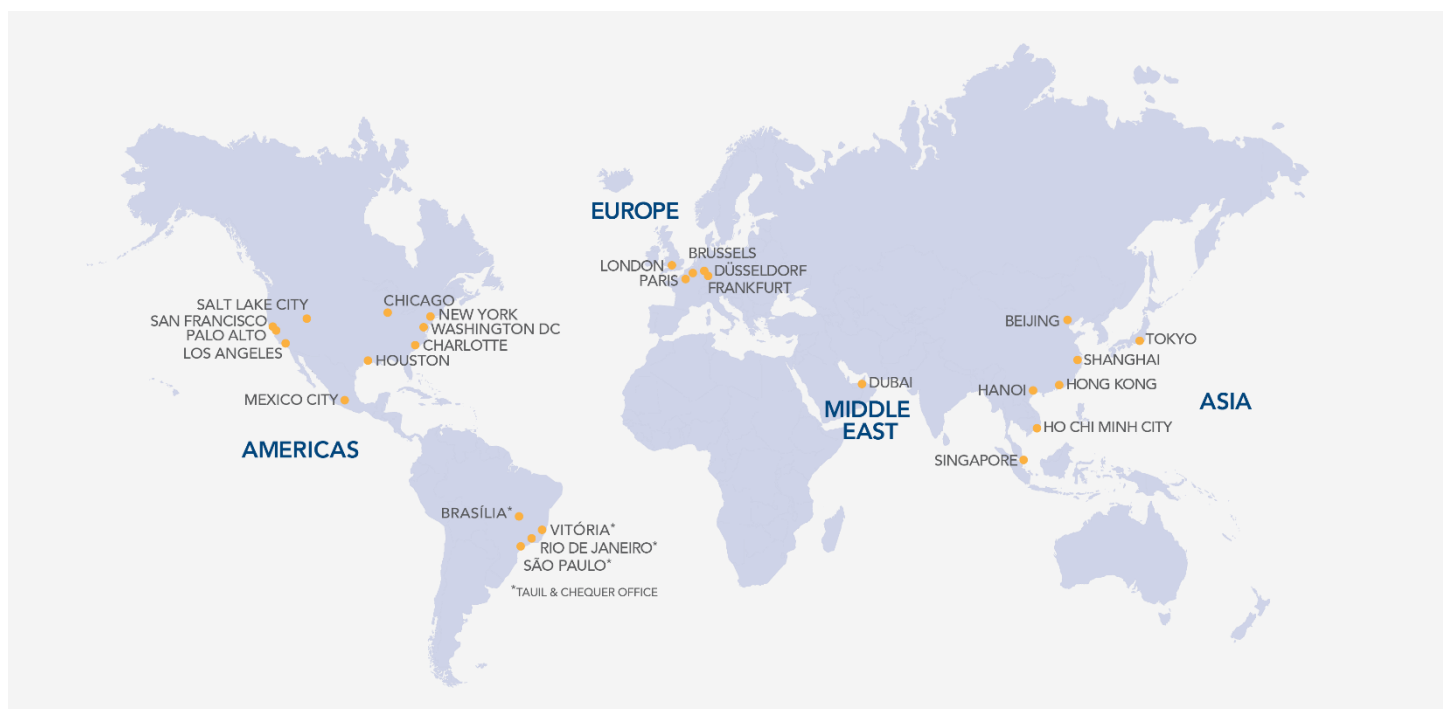 EUROPE
BRUSSELS
LONDON
DÜSSELDORF
PARIS
FRANKFURT
SALT LAKE CITY
CHICAGO
NEW YORK
SAN FRANCISCO
WASHINGTON DC
PALO ALTO
CHARLOTTE
LOS ANGELES
HOUSTON
MEXICO CITY
AMERICAS
BRASÍLIA*
VITÓRIA*
RIO DE JANEIRO*
SÃO PAULO*
*TAUIL & CHEQUER OFFICE
DUBAI
MIDDLE
EAST
BEIJING
TOKYO
SHANGHAI
HANOI
HONG KONG
ASIA
HO CHI MINH CITY
SINGAPORE